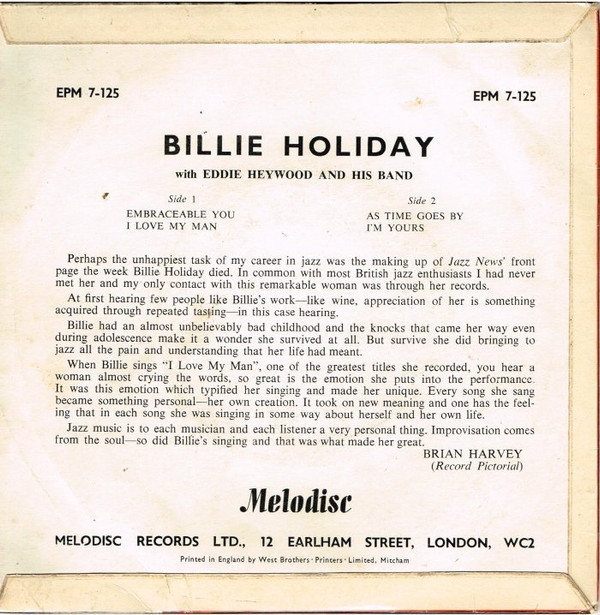 EPM 7-125
EPM 7-125
BILLIE HOLIDAY
with EDDIE HEYWOOD AND HIS BAND
Side 1
EMBRACEABLE YOU
I LOVE MY MAN
Side 2
AS TIME GOES BY
I'M YOURS
Perhaps the unhappiest task of my career in jazz was the making up of Jazz News' front
page the week Billie Holiday died. In common with most British jazz enthusiasts I had never
met her and my only contact with this remarkable woman was through her records.
At first hearing few people like Billie's work—like wine, appreciation of her is something
acquired through repeated tasting—in this case hearing.
Billie had an almost unbelievably bad childhood and the knocks that came her way even
during adolescence make it a wonder she survived at all. But survive she did bringing to
jazz all the pain and understanding that her life had meant.
When Billie sings "I Love My Man", one of the greatest titles she recorded, you hear a
woman almost crying the words, so great is the emotion she puts into the performance.
It was this emotion which typified her singing and made her unique. Every song she sang
became something personal—her own creation. It took on new meaning and one has the feel-
ing that in each song she was singing in some way about herself and her own life.
Jazz music is to each musician and each listener a very personal thing. Improvisation comes
from the soul—so did Billie's singing and that was what made her great.
BRIAN HARVEY
(Record Pictorial)
Melodisc
MELODISC RECORDS LTD., 12 EARLHAM STREET, LONDON, WC2
Printed in England by West Brothers · Printers · Limited, Mitcham